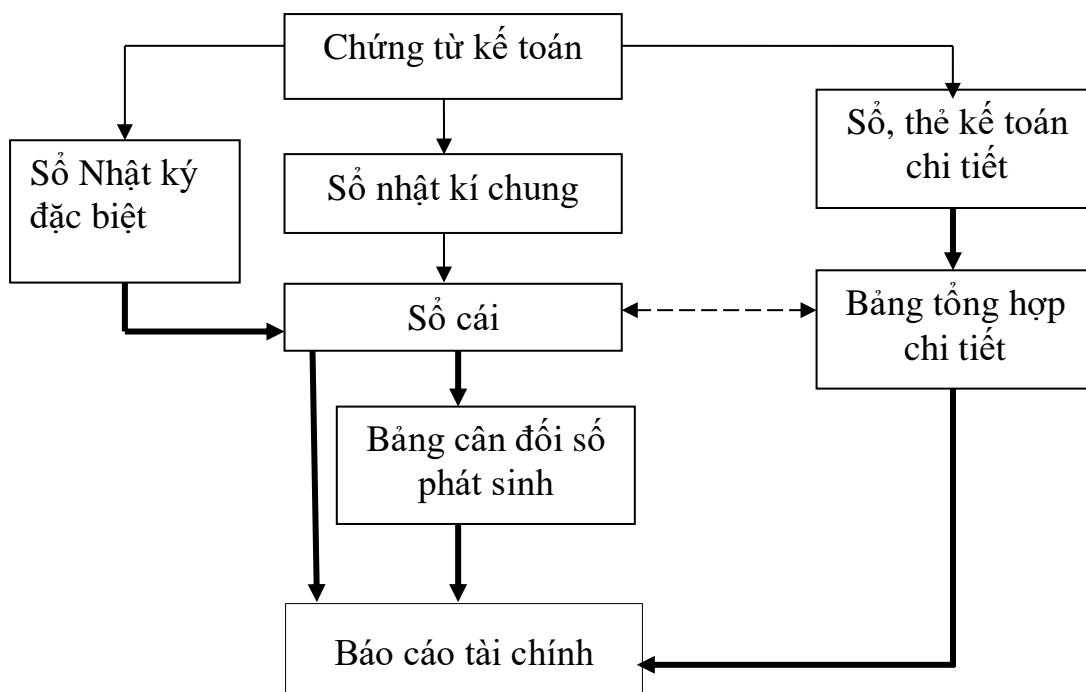 Chứng từ kế toán
Sổ Nhật ký
đặc biệt
Sổ nhật kí chung
Sổ, thẻ kế toán
chi tiết
Sổ cái
Bảng tổng hợp
chi tiết
Bảng cân đối số
phát sinh
Báo cáo tài chính